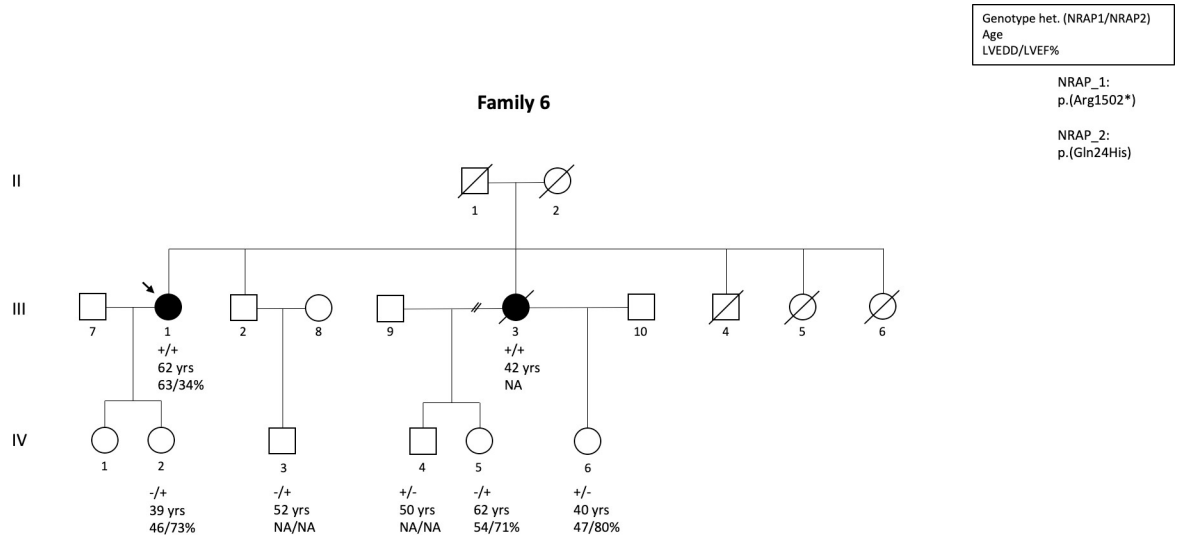 Genotype het. (NRAP1/NRAP2)
Age
LVEDD/LVEF%
NRAP_1:
p.(Arg1502*)
NRAP_2:
p.(Gln24His)
Family 6
II
1 2
III
7 1 2 8 9 3 10 4 5 6
+/+ +/+
62 yrs 42 yrs
63/34% NA
IV
1 2 3 4 5 6
-/+ -/+ +/- -/+ +/-
39 yrs 52 yrs 50 yrs 62 yrs 40 yrs
46/73% NA/NA NA/NA 54/71% 47/80%